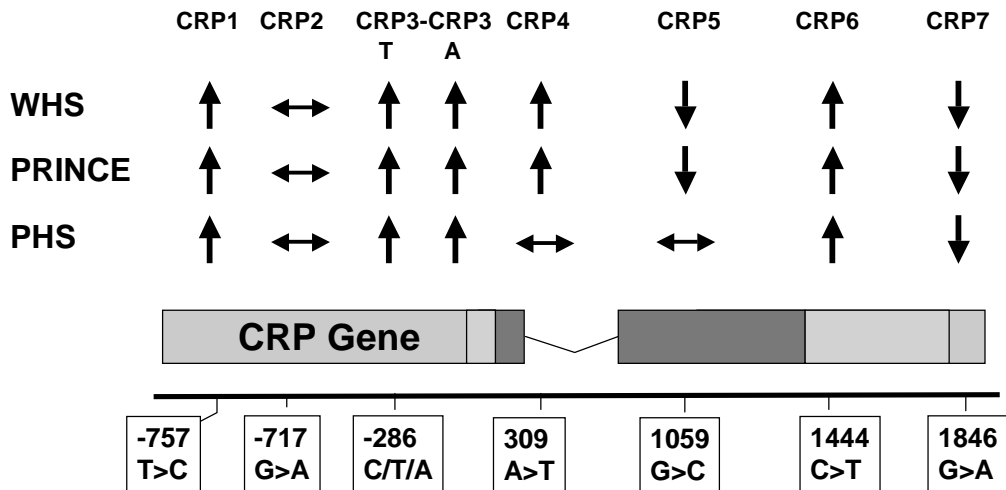 CRP1 CRP2 CRP3-CRP3 CRP4 CRP5 CRP6 CRP7
T A
WHS
PRINCE
PHS
CRP Gene
-757 -717 -286 309 1059 1444 1846
T>C G>A C/T/A A>T G>C C>T G>A